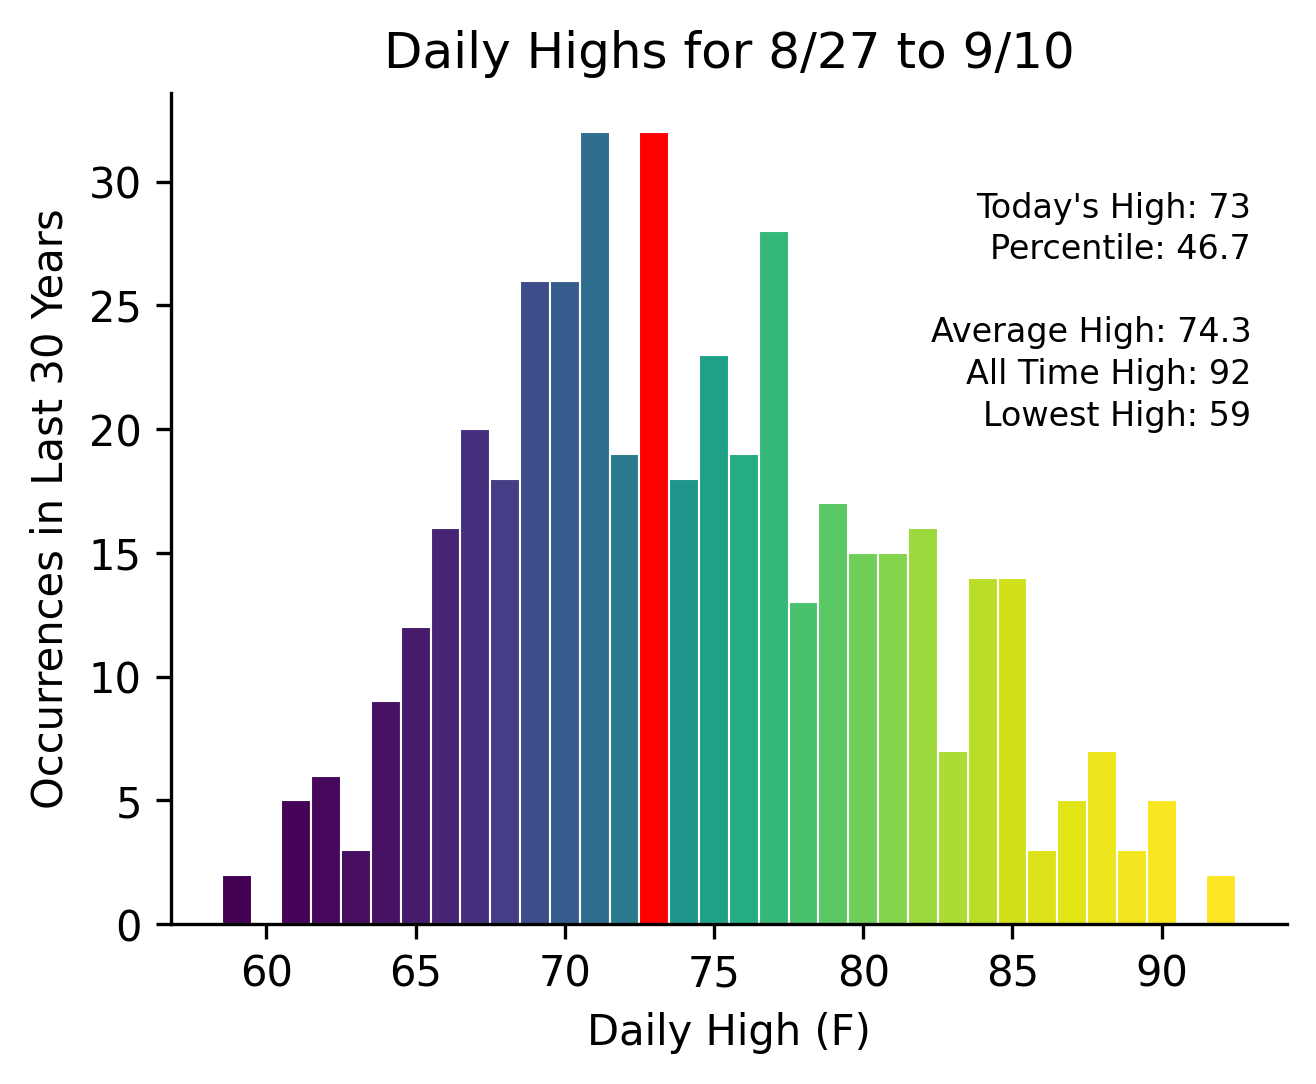 Daily Highs for 8/27 to 9/10
Occurrences in Last 30 Years
30
25
20
15
10
5
0
Today's High: 73
Percentile: 46.7
Average High: 74.3
All Time High: 92
Lowest High: 59
60 65 70 75 80 85 90
Daily High (F)